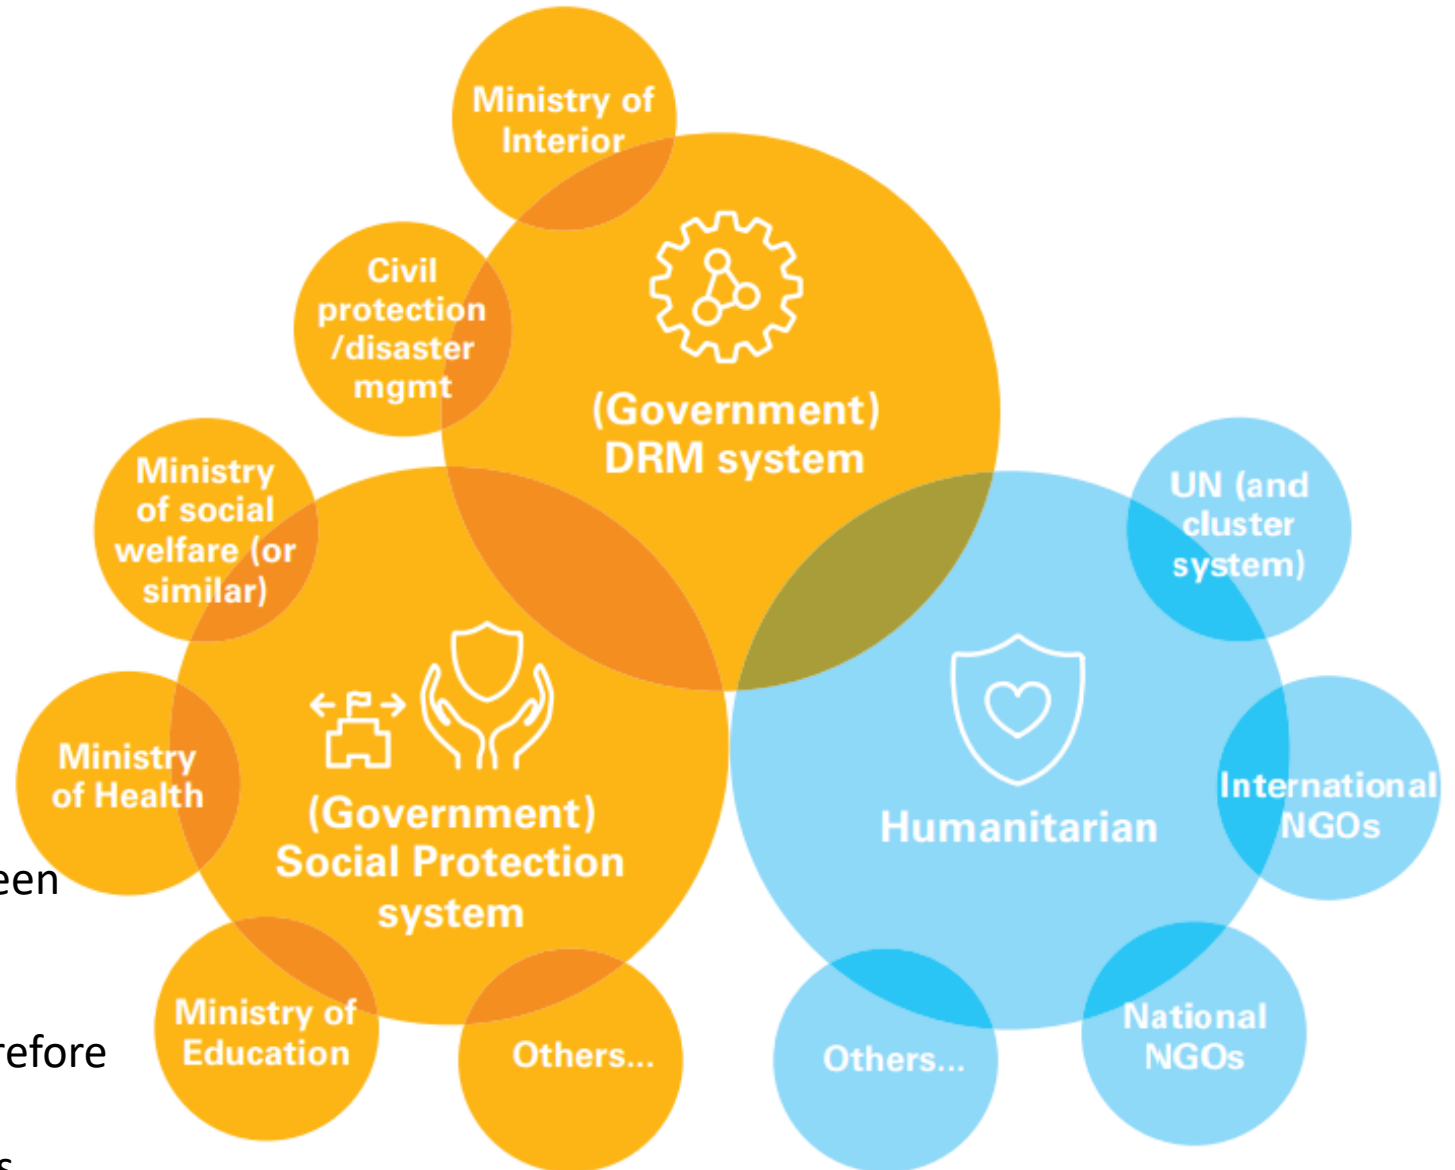 Ministry of
Interior
Civil
protection
/disaster
mgmt
(Government)
DRM system
Ministry
of social
welfare (or
similar)
UN (and
cluster
system)
Ministry
of Health
(Government)
Social Protection
system
Humanitarian
International
NGOs
een
Ministry of
Education
Others...
Others...
National
NGOs
refore
s